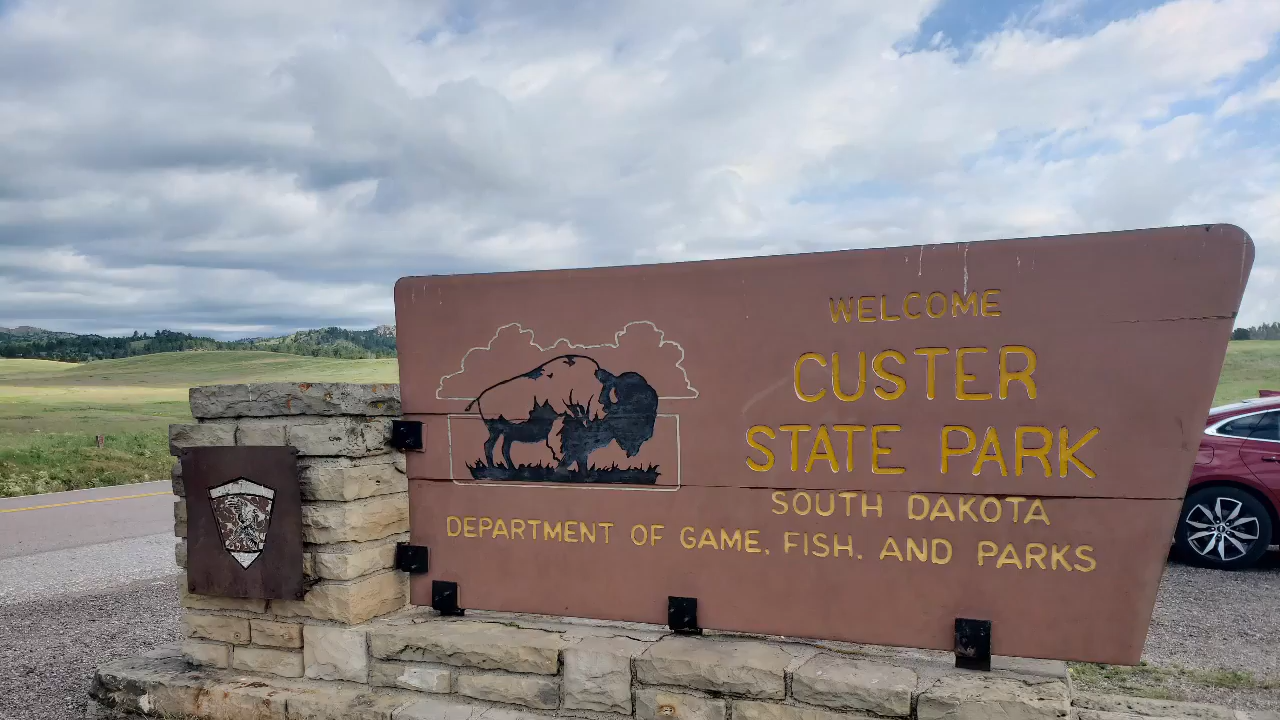 WELCOME
CUSTER
STATE PARK
SOUTH DAKOTA
DEPARTMENT OF GAME, FISH, AND PARKS